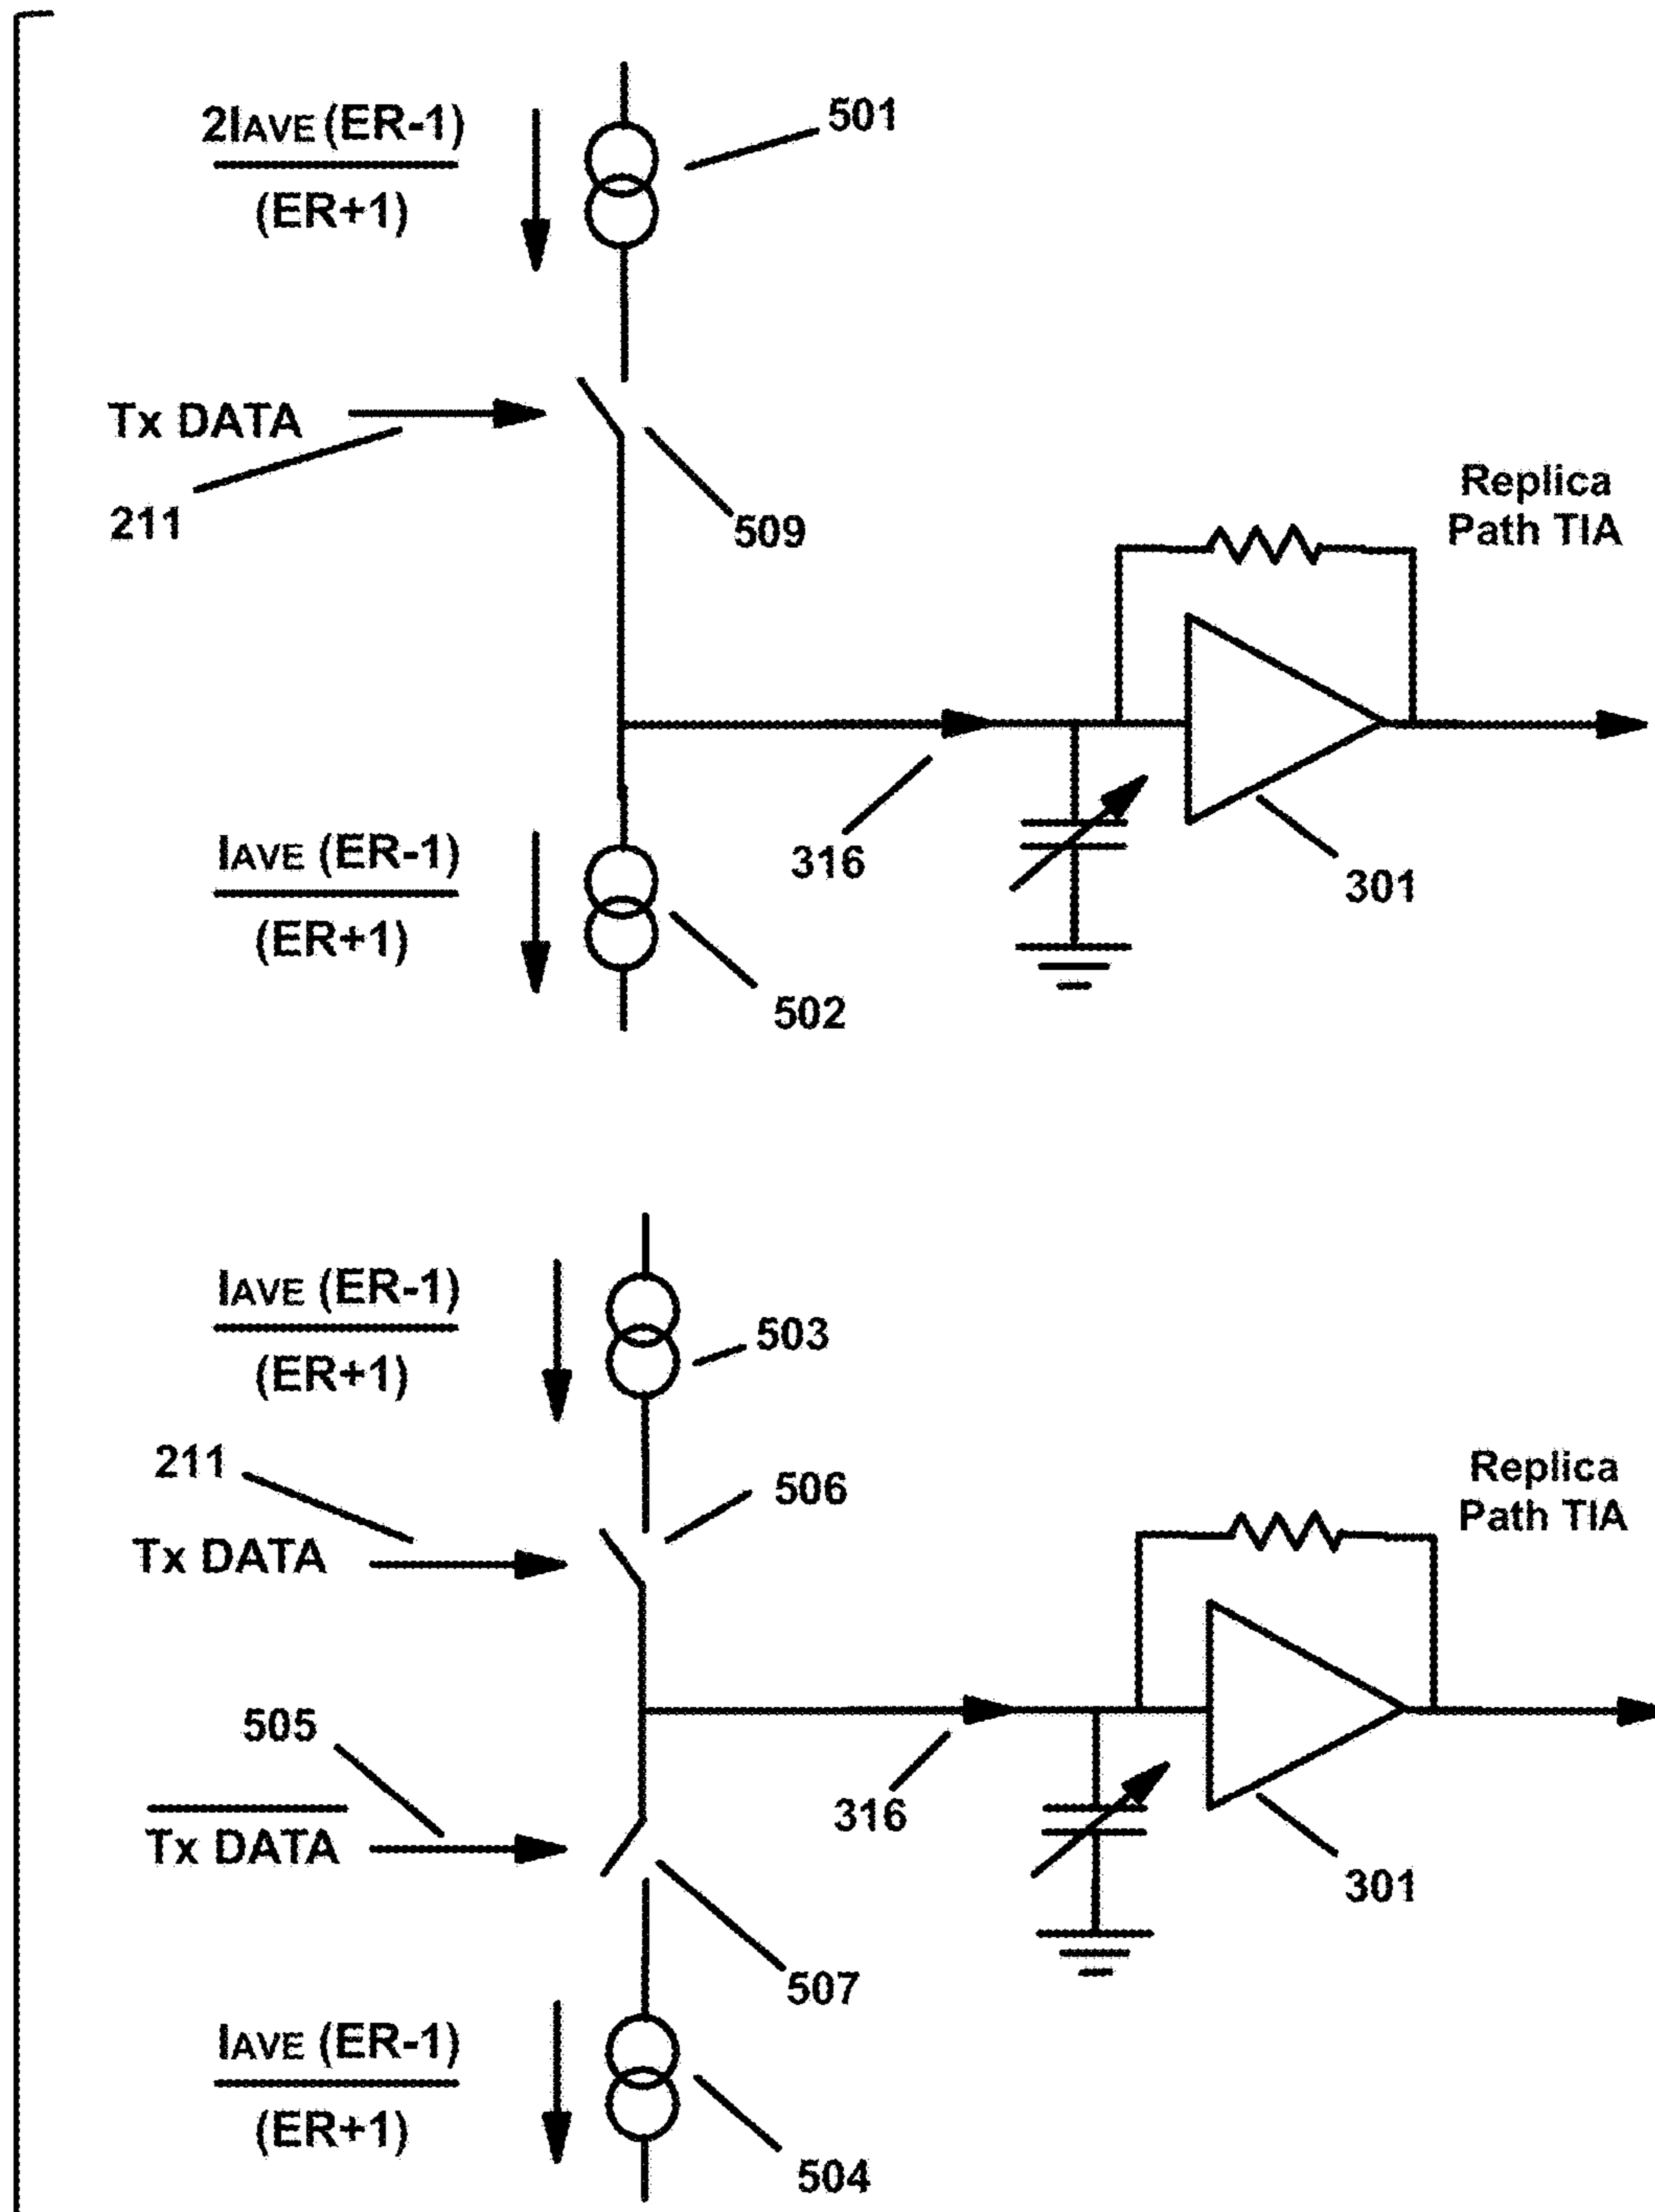 2IAVE (ER-1)
(ER+1)
501
Tx DATA
211
509
Replica
Path TIA
316
301
IAVE (ER-1)
(ER+1)
502
IAVE (ER-1)
(ER+1)
503
211
506
Tx DATA
Replica
Path TIA
505
Tx DATA
316
301
507
IAVE (ER-1)
(ER+1)
504